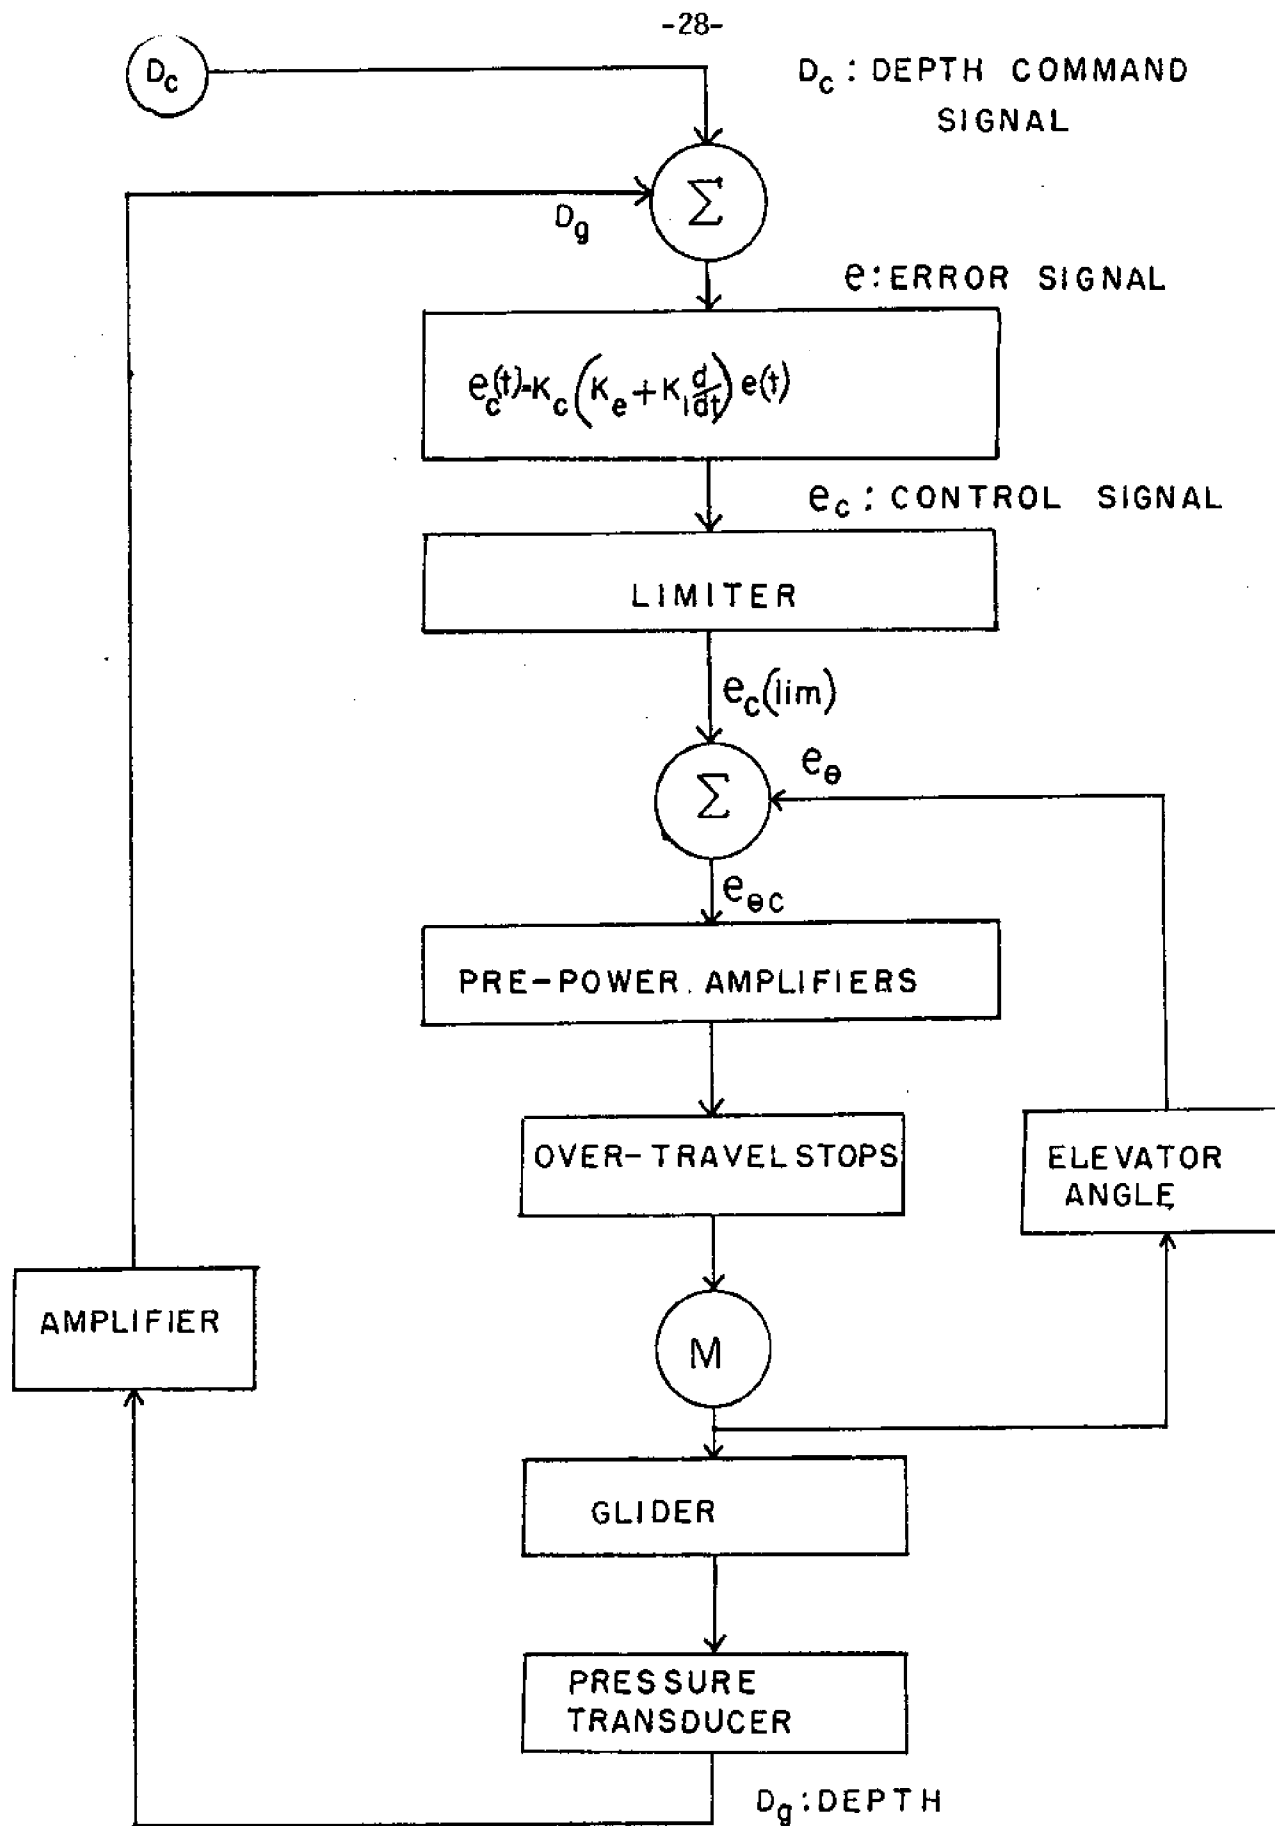 -28-
Dc
Dc : DEPTH COMMAND
SIGNAL
Σ
Dg
e : ERROR SIGNAL
ec(t)=Kc(Ke+K1 d/dt)e(t)
ec : CONTROL SIGNAL
LIMITER
ec(lim)
eθ
Σ
eθc
PRE-POWER AMPLIFIERS
OVER-TRAVEL STOPS
ELEVATOR
ANGLE
AMPLIFIER
M
GLIDER
PRESSURE
TRANSDUCER
Dg : DEPTH